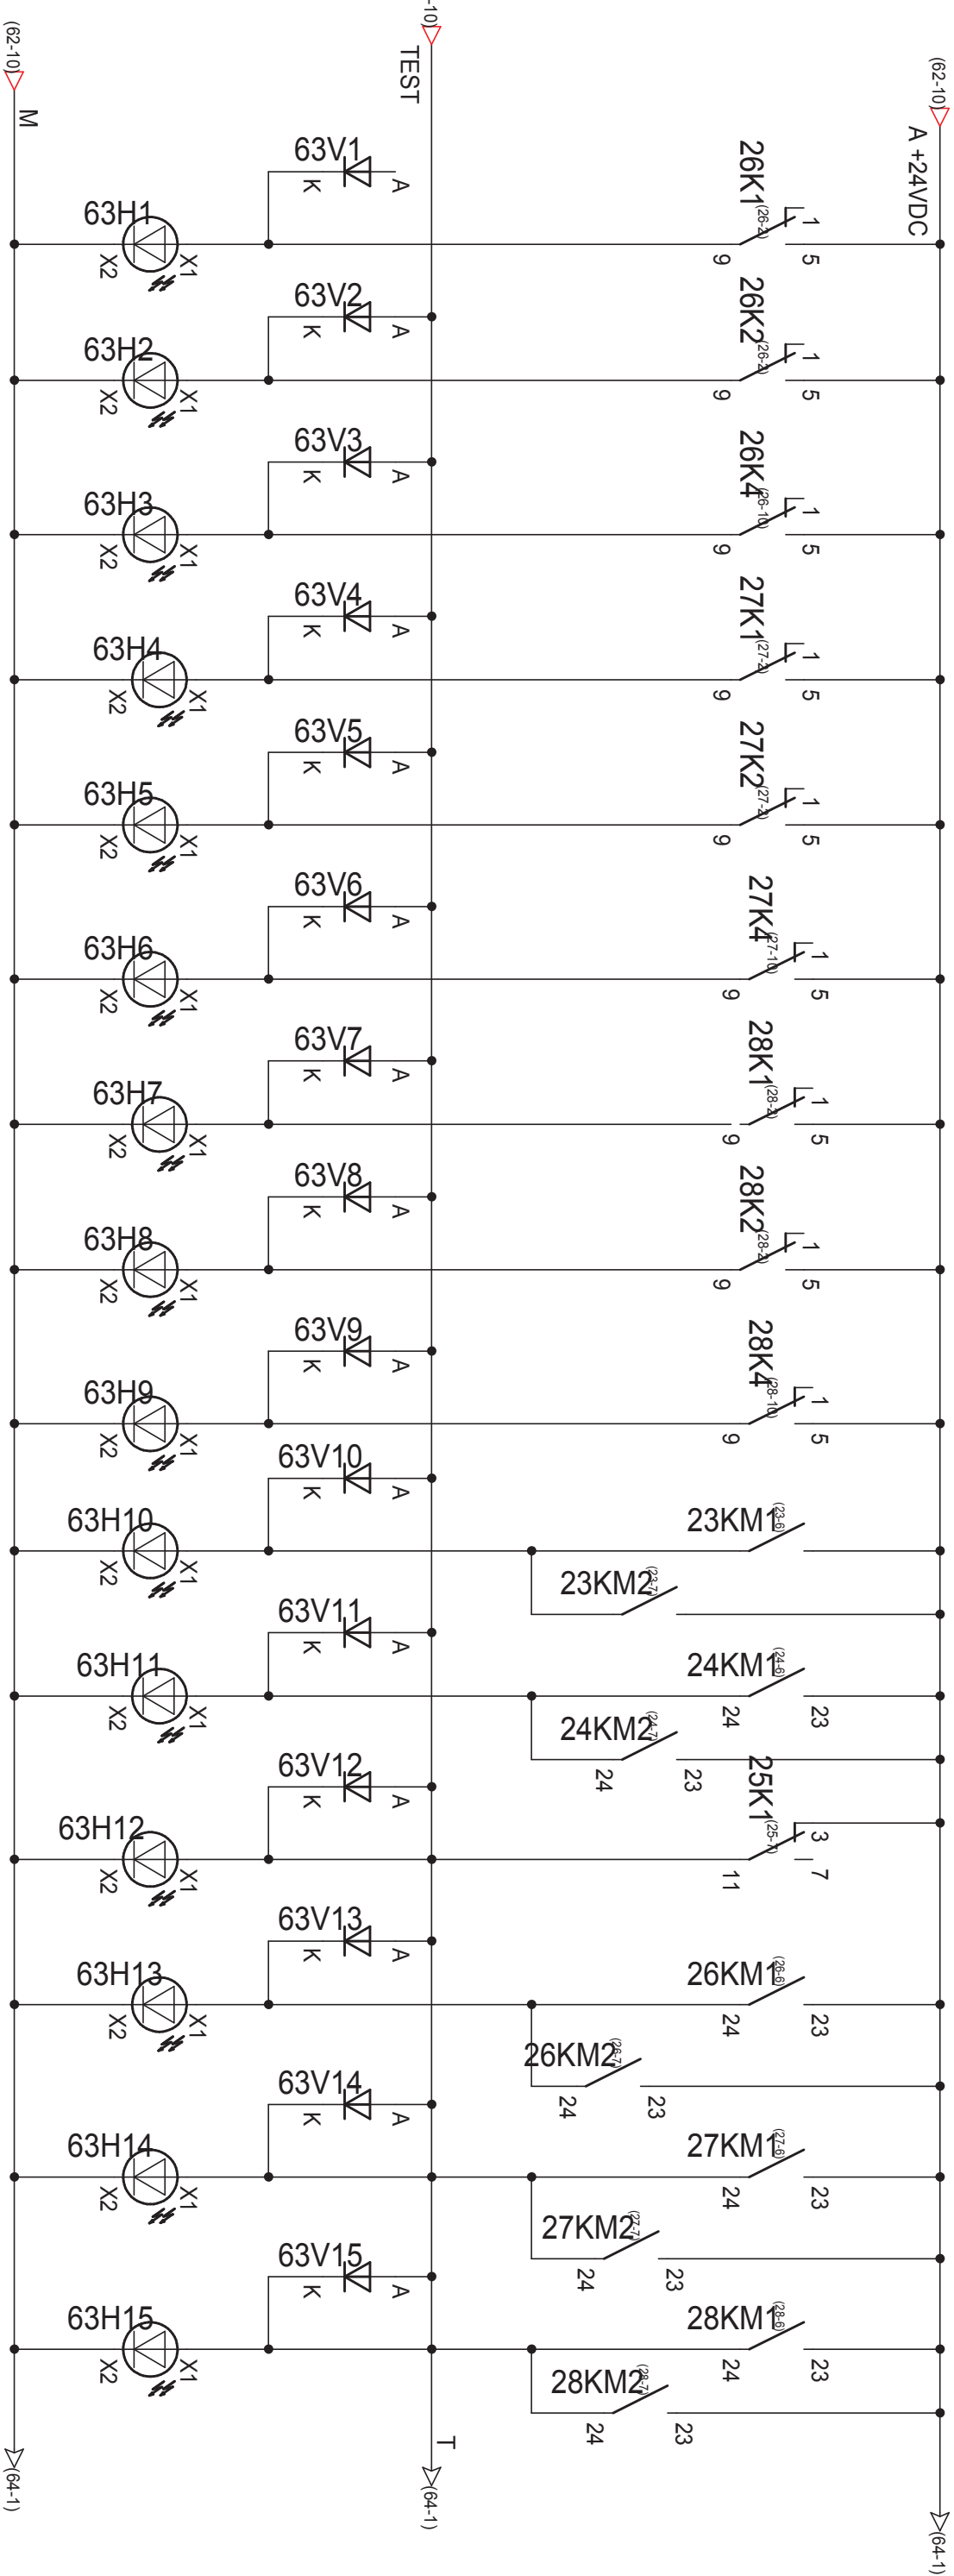 (62-10)
A +24VDC
-10)
TEST
(62-10)
M
26K1 (26-2) 1 5 9
63V1 K A
63H1 X2 X1
26K2 (26-2) 1 5 9
63V2 K A
63H2 X2 X1
26K4 (26-10) 1 5 9
63V3 K A
63H3 X2 X1
27K1 (27-2) 1 5 9
63V4 K A
63H4 X2 X1
27K2 (27-2) 1 5 9
63V5 K A
63H5 X2 X1
27K4 (27-10) 1 5 9
63V6 K A
63H6 X2 X1
28K1 (28-2) 1 5 9
63V7 K A
63H7 X2 X1
28K2 (28-2) 1 5 9
63V8 K A
63H8 X2 X1
28K4 (28-10) 1 5 9
63V9 K A
63H9 X2 X1
23KM1 (23-6)
23KM2 (23-7)
63V10 K A
63H10 X2 X1
24KM1 (24-6) 23 24
24KM2 (24-7) 23 24
63V11 K A
63H11 X2 X1
25K1 (25-7) 3 7 11
63V12 K A
63H12 X2 X1
26KM1 (26-6) 23 24
26KM2 (26-7) 23 24
63V13 K A
63H13 X2 X1
27KM1 (27-6) 23 24
27KM2 (27-7) 23 24
63V14 K A
63H14 X2 X1
28KM1 (28-6) 23 24
28KM2 (28-7) 23 24
63V15 K A
63H15 X2 X1
(64-1)
T
(64-1)
(64-1)